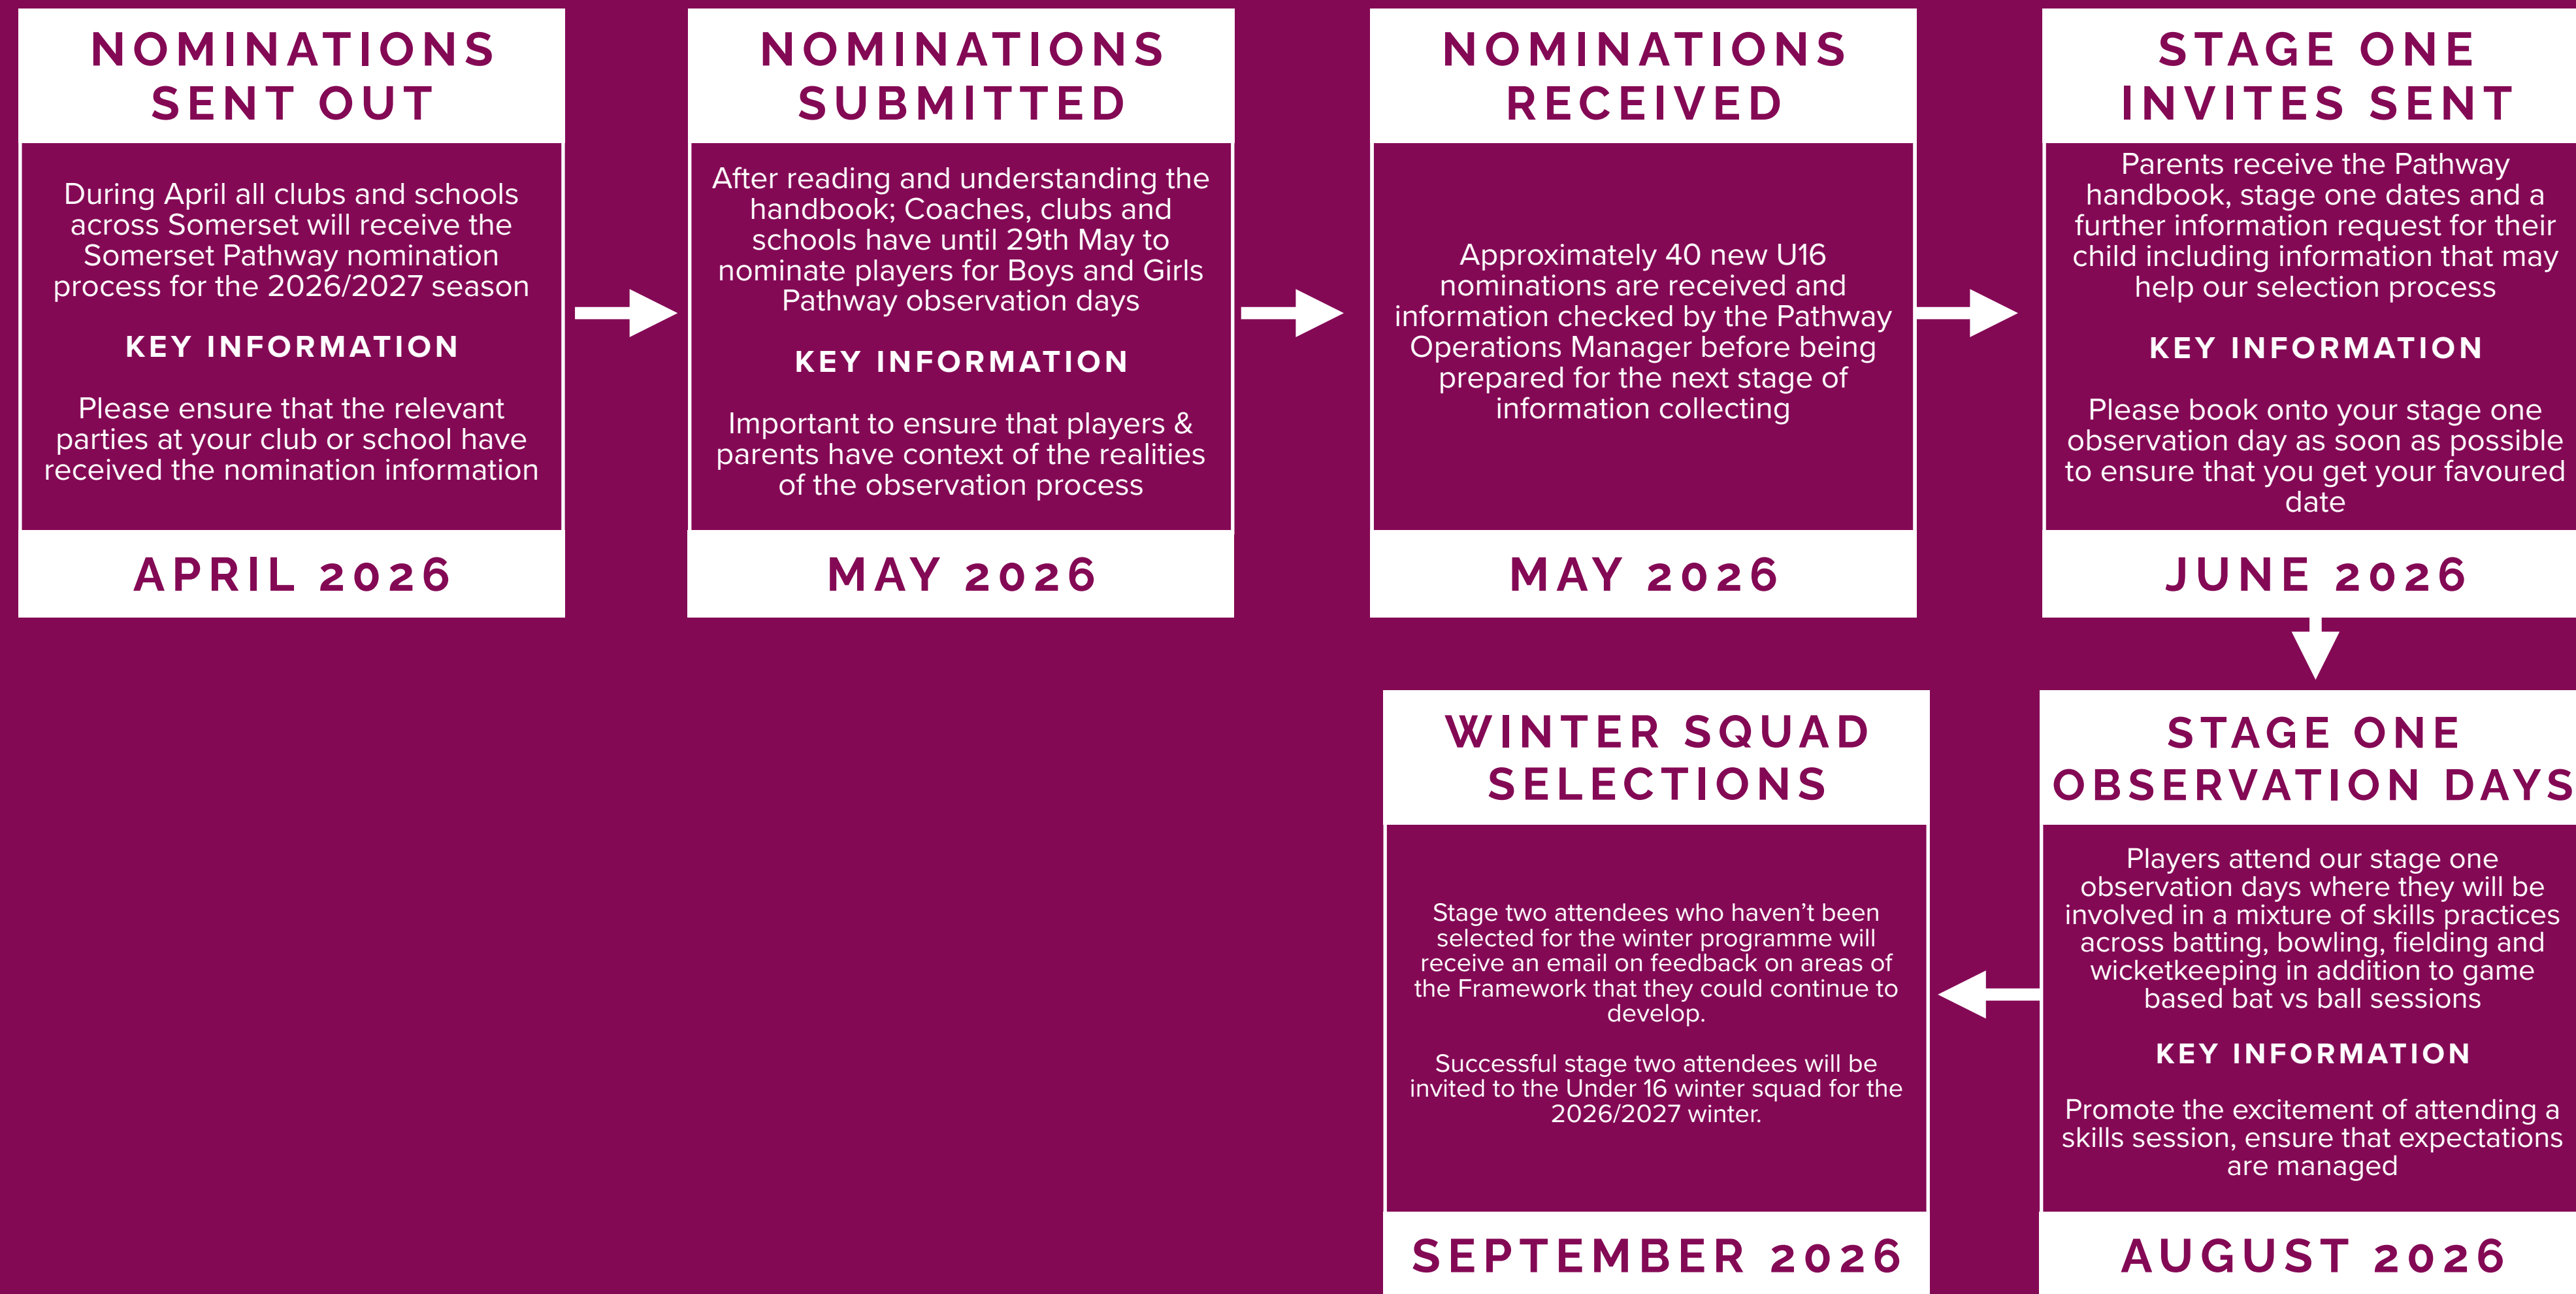 NOMINATIONS
SENT OUT
During April all clubs and schools
across Somerset will receive the
Somerset Pathway nomination
process for the 2026/2027 season
KEY INFORMATION
Please ensure that the relevant
parties at your club or school have
received the nomination information
APRIL 2026
NOMINATIONS
SUBMITTED
After reading and understanding the
handbook; Coaches, clubs and
schools have until 29th May to
nominate players for Boys and Girls
Pathway observation days
KEY INFORMATION
Important to ensure that players &
parents have context of the realities
of the observation process
MAY 2026
NOMINATIONS
RECEIVED
Approximately 40 new U16
nominations are received and
information checked by the Pathway
Operations Manager before being
prepared for the next stage of
information collecting
MAY 2026
STAGE ONE
INVITES SENT
Parents receive the Pathway
handbook, stage one dates and a
further information request for their
child including information that may
help our selection process
KEY INFORMATION
Please book onto your stage one
observation day as soon as possible
to ensure that you get your favoured
date
JUNE 2026
STAGE ONE
OBSERVATION DAYS
Players attend our stage one
observation days where they will be
involved in a mixture of skills practices
across batting, bowling, fielding and
wicketkeeping in addition to game
based bat vs ball sessions
KEY INFORMATION
Promote the excitement of attending a
skills session, ensure that expectations
are managed
AUGUST 2026
WINTER SQUAD
SELECTIONS
Stage two attendees who haven't been
selected for the winter programme will
receive an email on feedback on areas of
the Framework that they could continue to
develop.
Successful stage two attendees will be
invited to the Under 16 winter squad for the
2026/2027 winter.
SEPTEMBER 2026